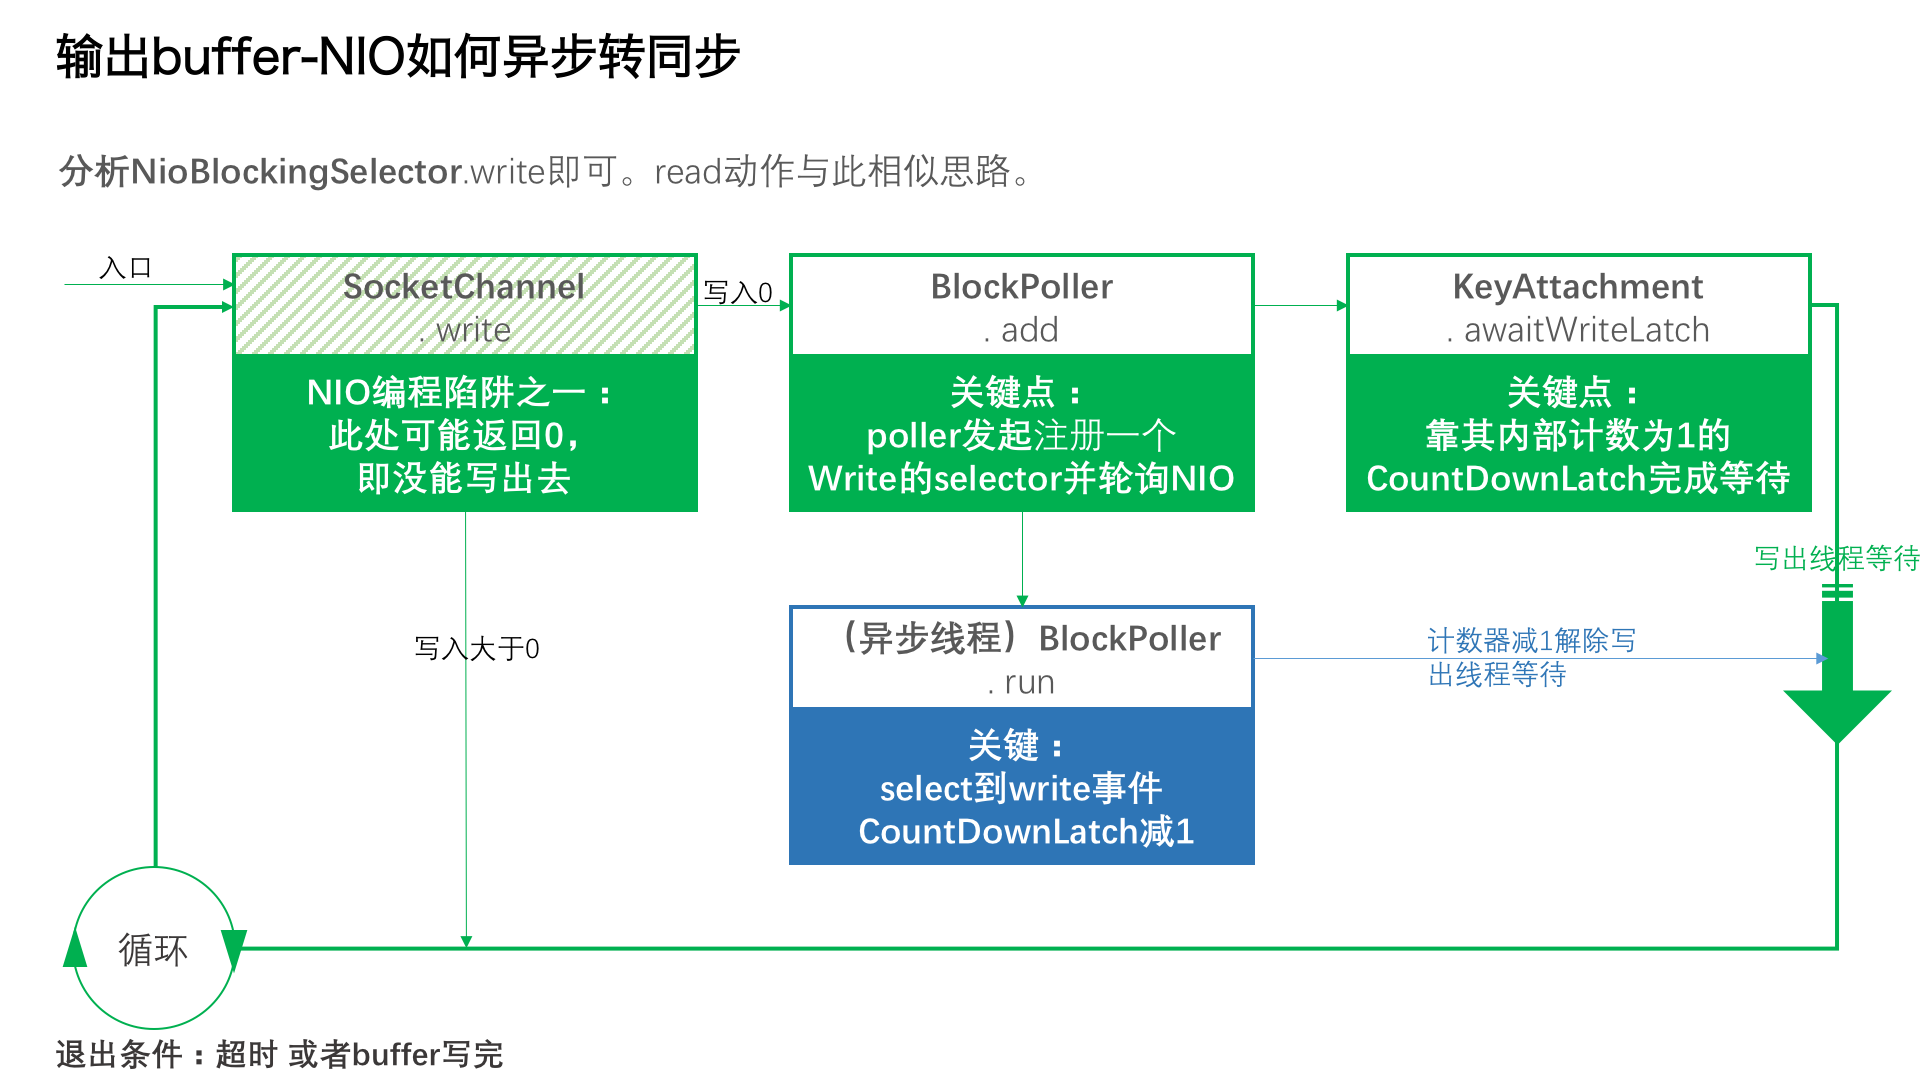 输出buffer-NIO如何异步转同步
分析NioBlockingSelector.write即可。read动作与此相似思路。
入口
SocketChannel
. write
NIO编程陷阱之一：
此处可能返回0，
即没能写出去
写入0
BlockPoller
. add
关键点：
poller发起注册一个
Write的selector并轮询NIO
KeyAttachment
. awaitWriteLatch
关键点：
靠其内部计数为1的
CountDownLatch完成等待
写出线程等待
写入大于0
（异步线程）BlockPoller
. run
关键：
select到write事件
CountDownLatch减1
计数器减1解除写
出线程等待
循环
退出条件：超时 或者buffer写完